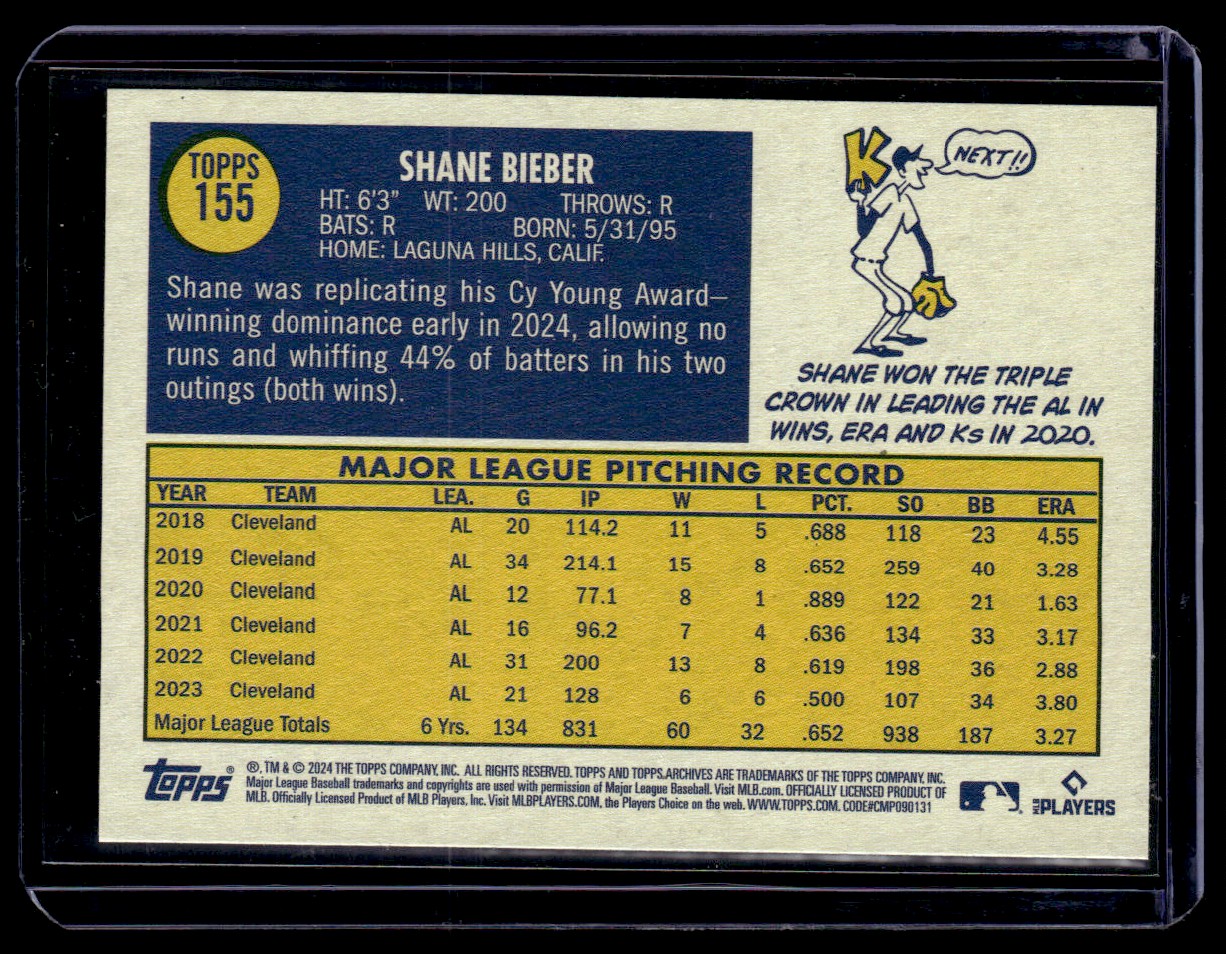 TOPPS
155
SHANE BIEBER
HT: 6'3" WT: 200 THROWS: R
BATS: R BORN: 5/31/95
HOME: LAGUNA HILLS, CALIF.
Shane was replicating his Cy Young Award–
winning dominance early in 2024, allowing no
runs and whiffing 44% of batters in his two
outings (both wins).
K
NEXT!!
SHANE WON THE TRIPLE
CROWN IN LEADING THE AL IN
WINS, ERA AND Ks IN 2020.
MAJOR LEAGUE PITCHING RECORD
YEAR TEAM LEA. G IP W L PCT. SO BB ERA
2018 Cleveland AL 20 114.2 11 5 .688 118 23 4.55
2019 Cleveland AL 34 214.1 15 8 .652 259 40 3.28
2020 Cleveland AL 12 77.1 8 1 .889 122 21 1.63
2021 Cleveland AL 16 96.2 7 4 .636 134 33 3.17
2022 Cleveland AL 31 200 13 8 .619 198 36 2.88
2023 Cleveland AL 21 128 6 6 .500 107 34 3.80
Major League Totals 6 Yrs. 134 831 60 32 .652 938 187 3.27
TOPPS ®
®, TM & © 2024 THE TOPPS COMPANY, INC. ALL RIGHTS RESERVED. TOPPS AND TOPPS ARCHIVES ARE TRADEMARKS OF THE TOPPS COMPANY, INC.
Major League Baseball trademarks and copyrights are used with permission of Major League Baseball. Visit MLB.com. OFFICIALLY LICENSED PRODUCT OF
MLB. Officially Licensed Product of MLB Players, Inc. Visit MLBPLAYERS.COM, the Players Choice on the web. WWW.TOPPS.COM. CODE#CMP090131
MLB PLAYERS